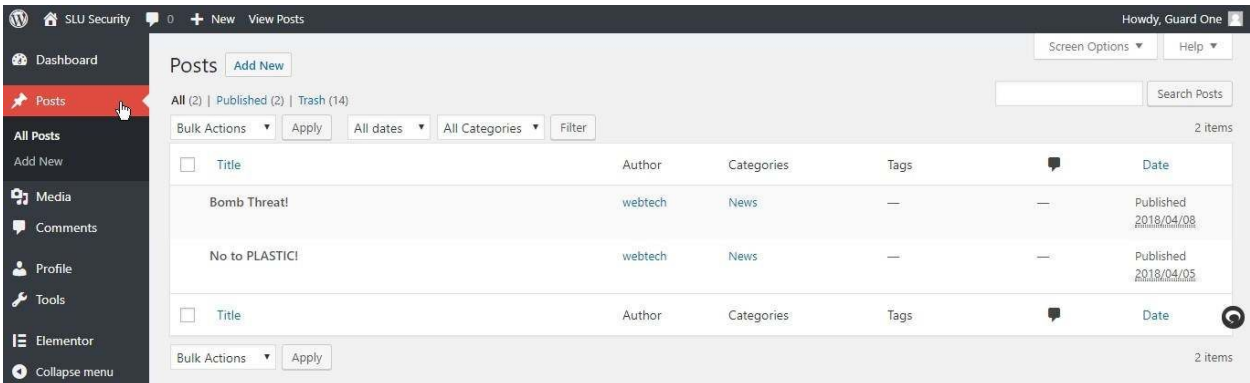 SLU Security 0 + New View Posts Howdy, Guard One
Screen Options ▼ Help ▼
Dashboard
Posts
All Posts
Add New
Media
Comments
Profile
Tools
Elementor
Collapse menu
Posts Add New
All (2) | Published (2) | Trash (14)
Search Posts
Bulk Actions ▼ Apply All dates ▼ All Categories ▼ Filter 2 items
Title Author Categories Tags Date
Bomb Threat! webtech News — — Published
2018/04/08
No to PLASTIC! webtech News — — Published
2018/04/05
Title Author Categories Tags Date
Bulk Actions ▼ Apply 2 items